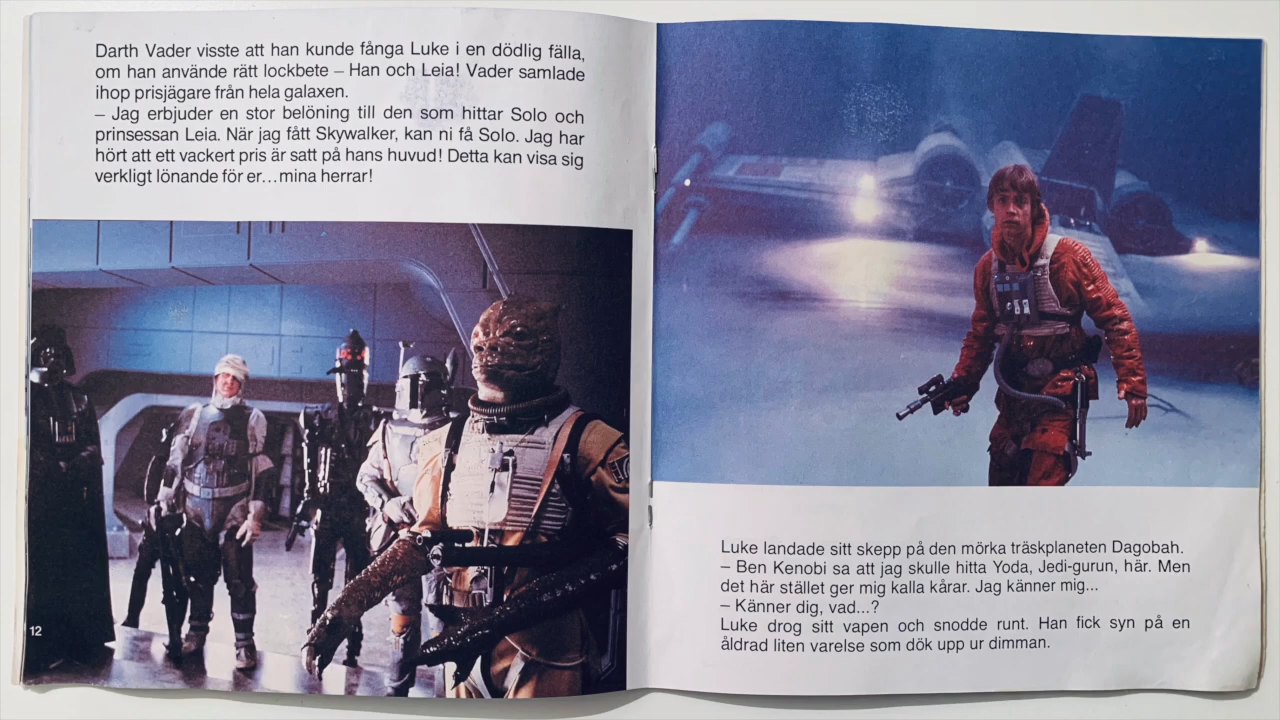 Darth Vader visste att han kunde fånga Luke i en dödlig fälla,
om han använde rätt lockbete – Han och Leia! Vader samlade
ihop prisjägare från hela galaxen.
– Jag erbjuder en stor belöning till den som hittar Solo och
prinsessan Leia. När jag fått Skywalker, kan ni få Solo. Jag har
hört att ett vackert pris är satt på hans huvud! Detta kan visa sig
verkligt lönande för er...mina herrar!
12
Luke landade sitt skepp på den mörka träskplaneten Dagobah.
– Ben Kenobi sa att jag skulle hitta Yoda, Jedi-gurun, här. Men
det här stället ger mig kalla kårar. Jag känner mig...
– Känner dig, vad...?
Luke drog sitt vapen och snodde runt. Han fick syn på en
åldrad liten varelse som dök upp ur dimman.